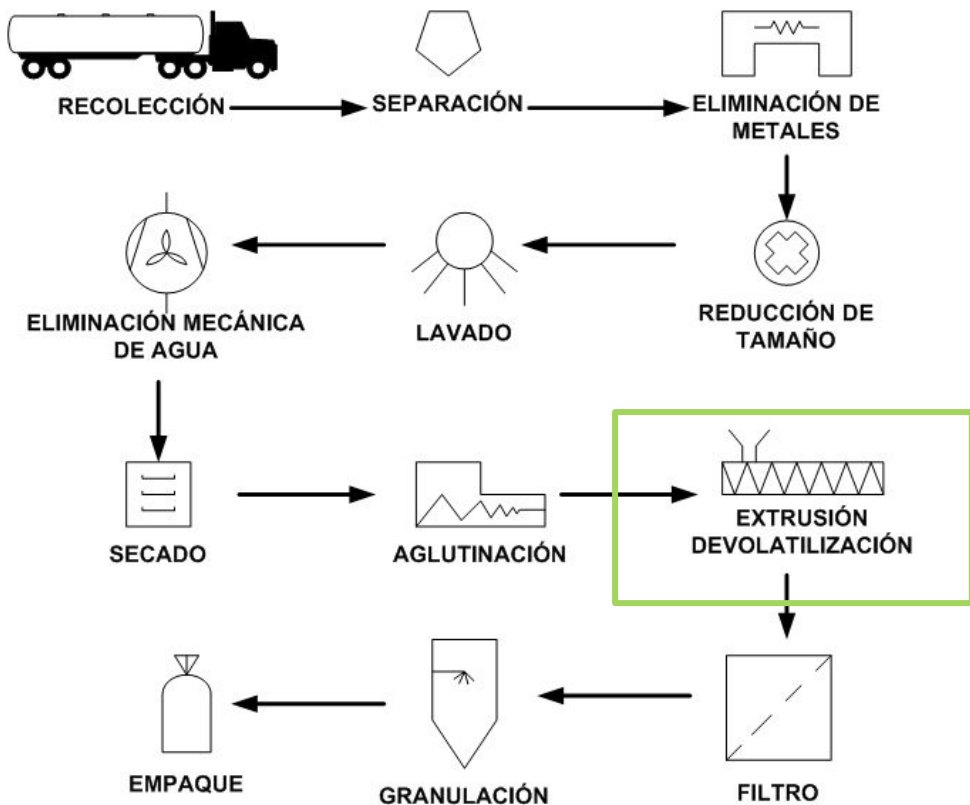 RECOLECCIÓN
SEPARACIÓN
ELIMINACIÓN DE
METALES
REDUCCIÓN DE
TAMAÑO
LAVADO
ELIMINACIÓN MECÁNICA
DE AGUA
SECADO
AGLUTINACIÓN
EXTRUSIÓN
DEVOLATILIZACIÓN
FILTRO
GRANULACIÓN
EMPAQUE